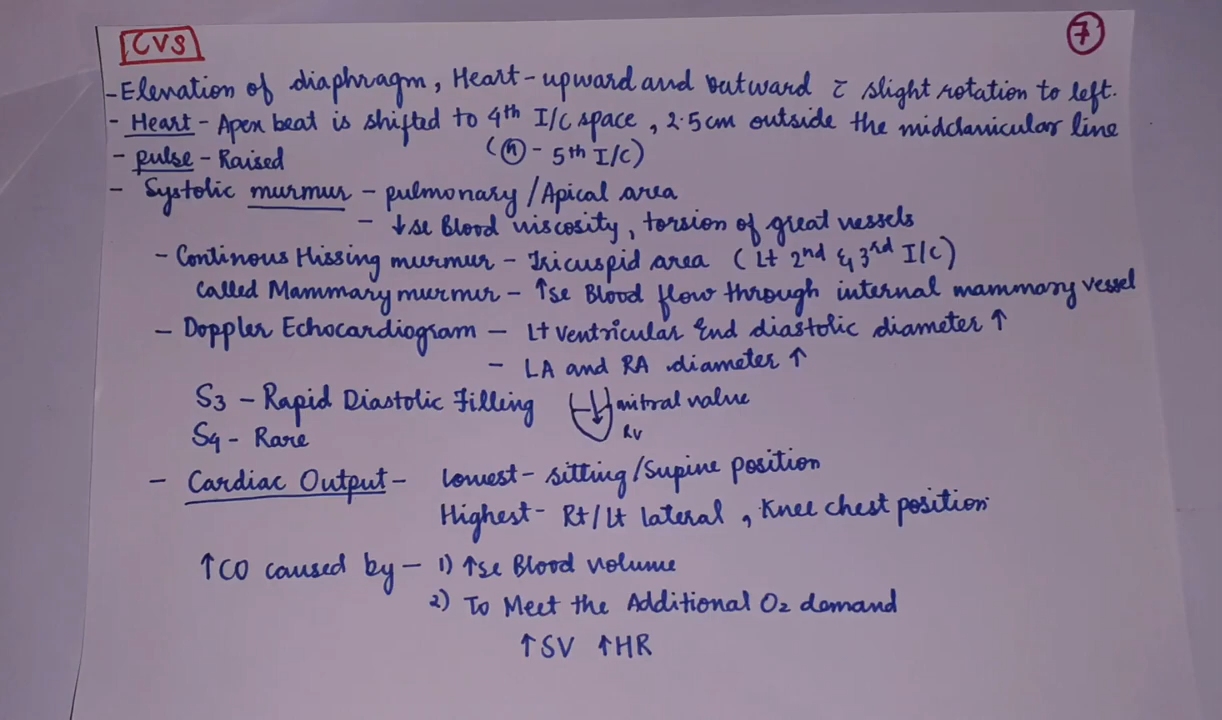 CVS
7
- Elevation of diaphragm, Heart - upward and outward c̄ slight rotation to left.
- Heart - Apex beat is shifted to 4th I/C space, 2.5cm outside the midclavicular line
(n - 5th I/C)
- pulse - Raised
- Systolic murmur - pulmonary / Apical area
- ↓se Blood viscosity, torsion of great vessels
- Continous Hissing murmur - Tricuspid area (Lt 2nd & 3rd I/C)
called Mammary murmur - ↑se Blood flow through internal mammary vessel
- Doppler Echocardiogram - Lt ventricular End diastolic diameter ↑
- LA and RA diameter ↑
S3 - Rapid Diastolic Filling
mitral valve
RV
S4 - Rare
- Cardiac Output - lowest - sitting/Supine position
Highest - Rt/Lt lateral, Knee chest position
↑CO caused by - 1) ↑se Blood volume
2) To Meet the Additional O2 demand
↑SV ↑HR